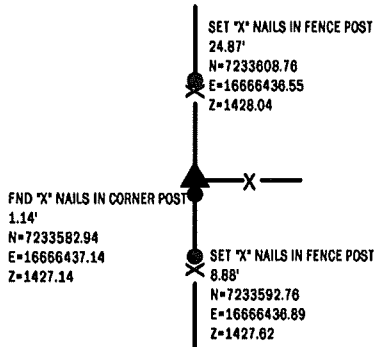 SET "X" NAILS IN FENCE POST
24.87'
N=7233608.76
E=16666436.55
Z=1428.04
X
FND "X" NAILS IN CORNER POST
1.14'
N=7233582.94
E=16666437.14
Z=1427.14
SET "X" NAILS IN FENCE POST
8.88'
N=7233592.76
E=16666436.89
Z=1427.62